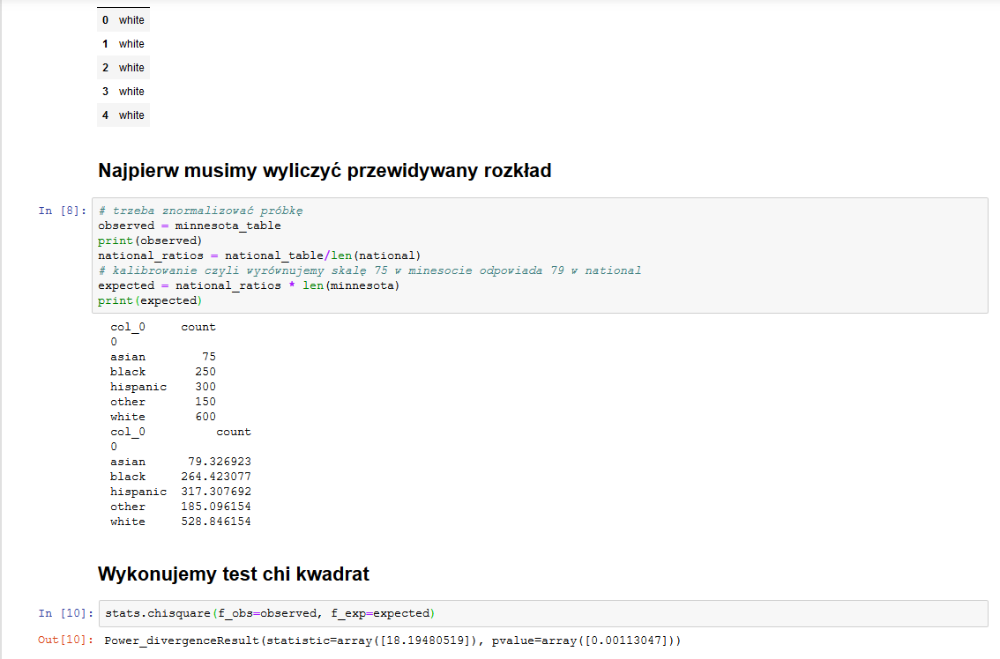 0 white
1 white
2 white
3 white
4 white
Najpierw musimy wyliczyć przewidywany rozkład
In [8]: # trzeba znormalizować próbkę
observed = minnesota_table
print(observed)
national_ratios = national_table/len(national)
# kalibrowanie czyli wyrównujemy skalę 75 w minesocie odpowiada 79 w national
expected = national_ratios * len(minnesota)
print(expected)
col_0 count
0
asian 75
black 250
hispanic 300
other 150
white 600
col_0 count
0
asian 79.326923
black 264.423077
hispanic 317.307692
other 185.096154
white 528.846154
Wykonujemy test chi kwadrat
In [10]: stats.chisquare(f_obs=observed, f_exp=expected)
Out[10]: Power_divergenceResult(statistic=array([18.19480519]), pvalue=array([0.00113047]))